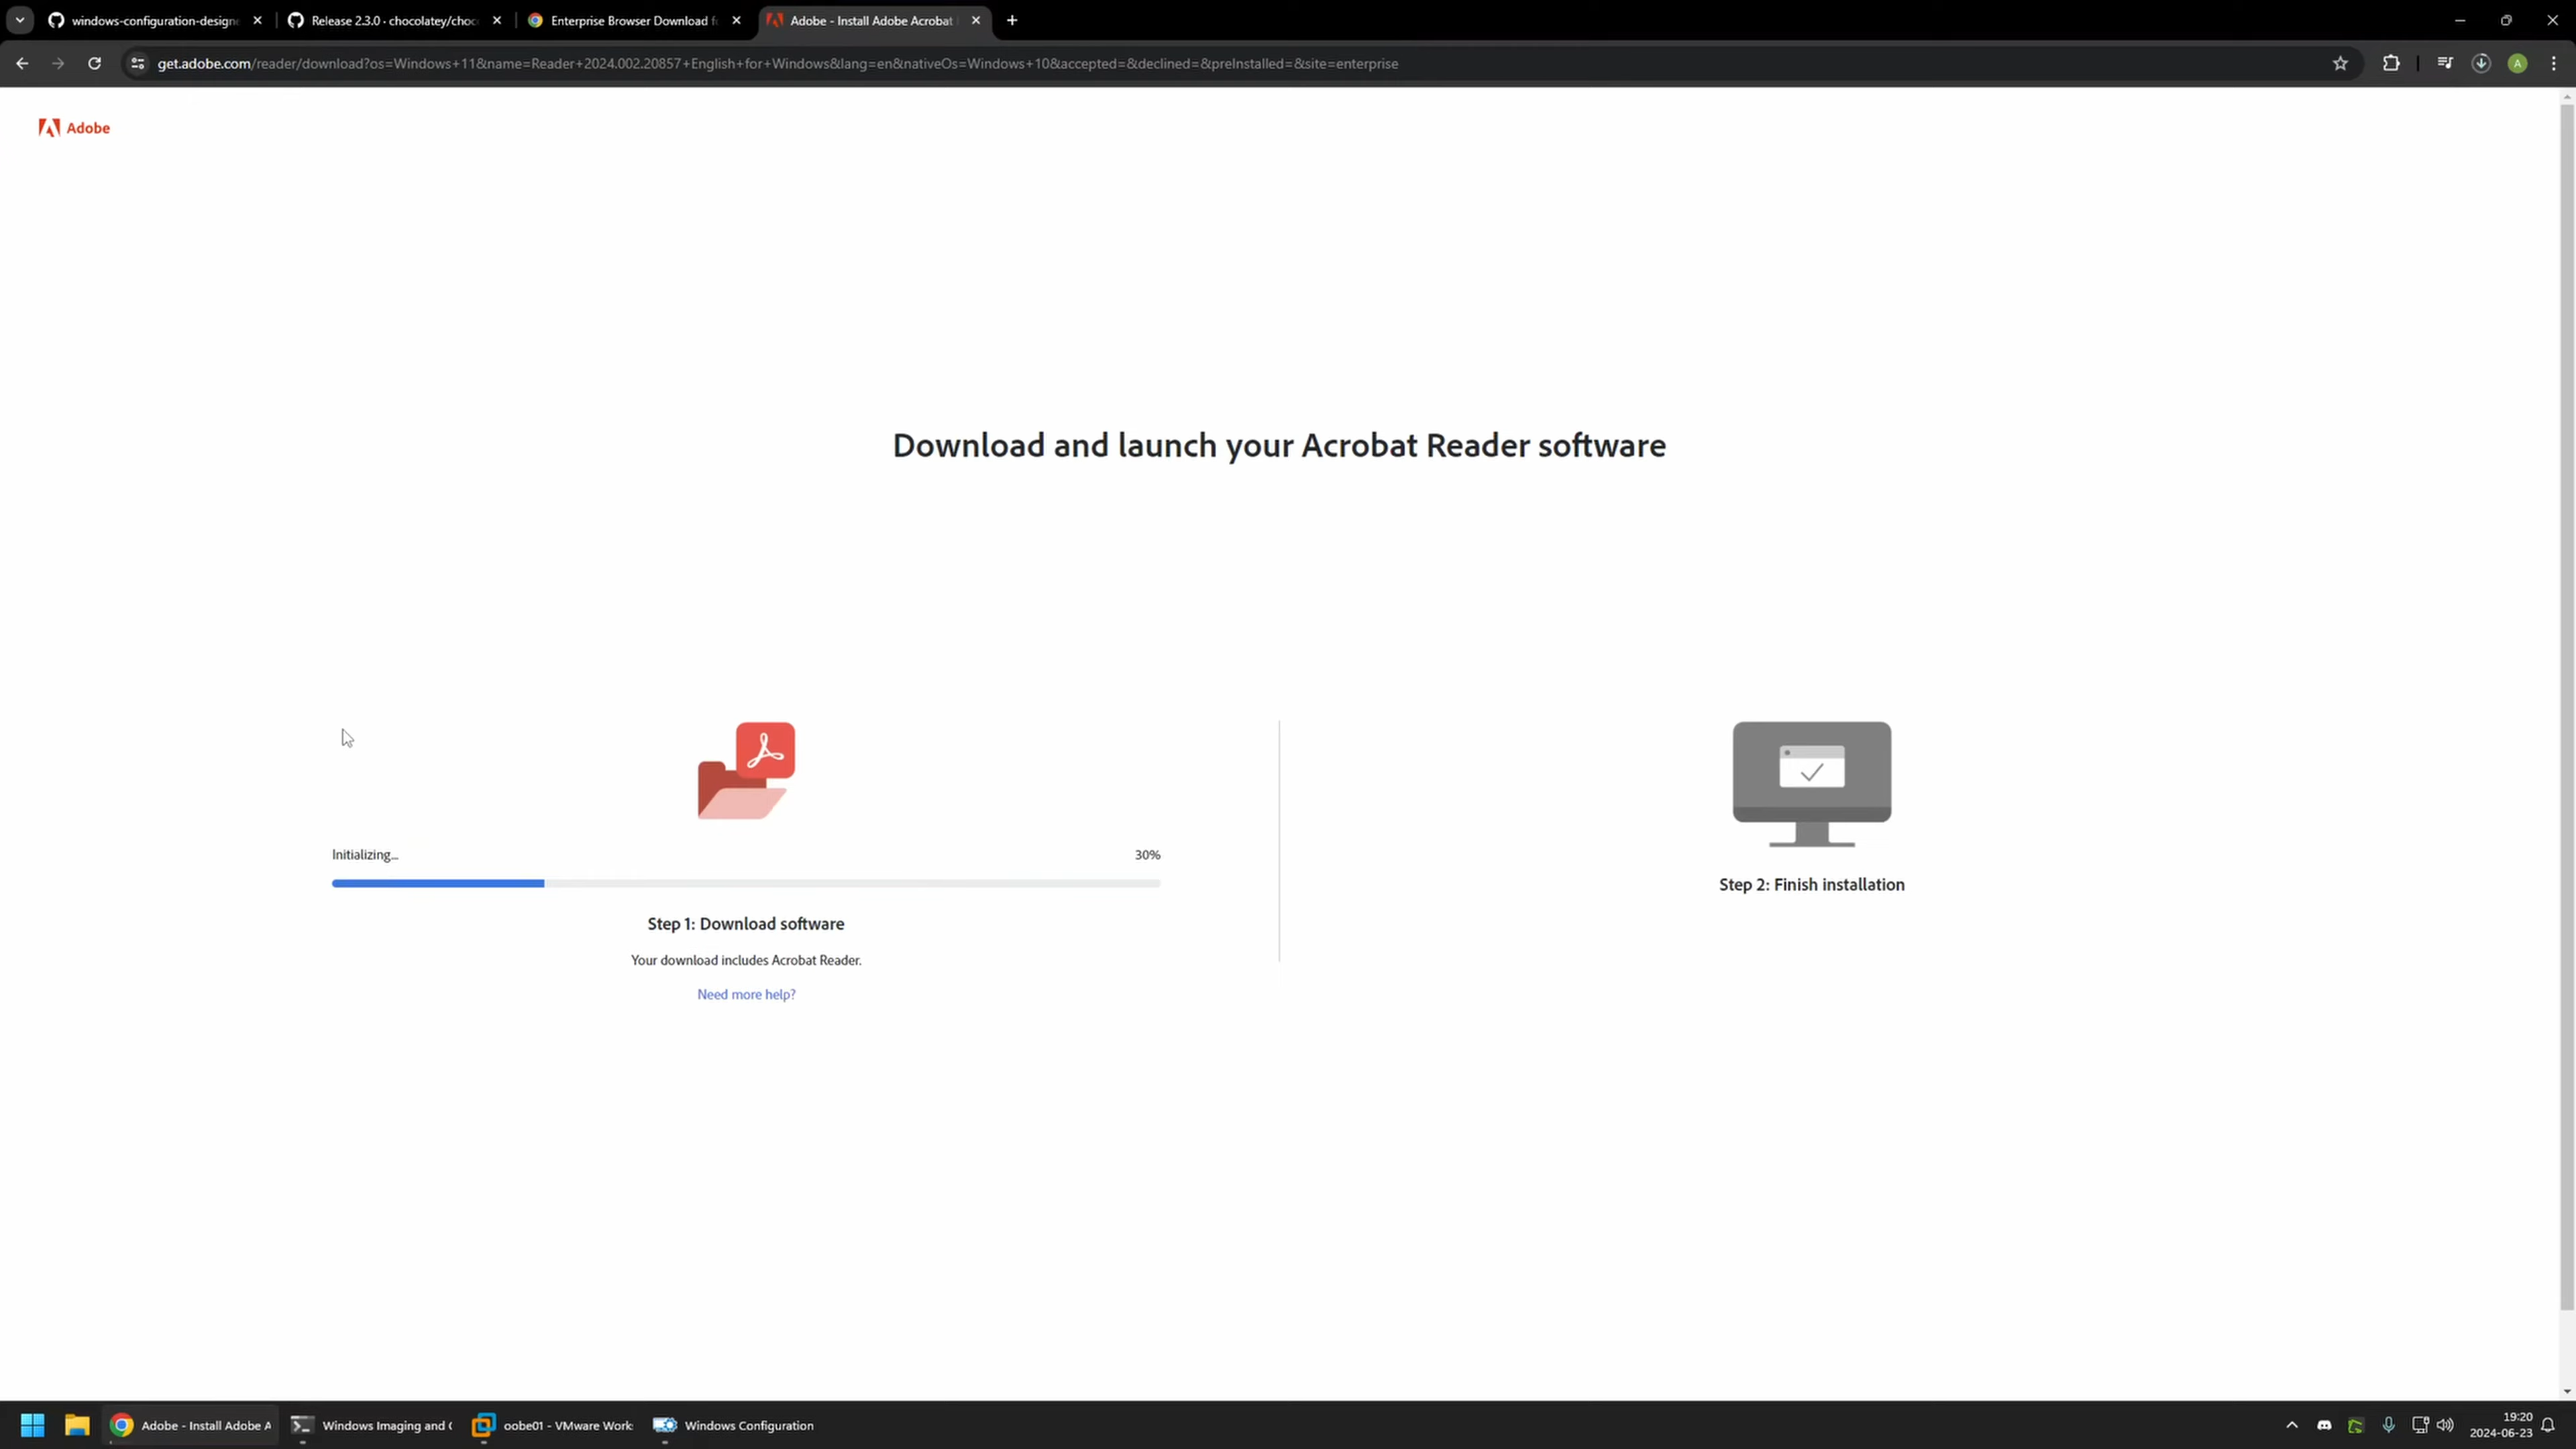 windows-configuration-designe
Release 2.3.0 · chocolatey/choc
Enterprise Browser Download f
Adobe - Install Adobe Acrobat
get.adobe.com/reader/download?os=Windows+11&name=Reader+2024.002.20857+English+for+Windows&lang=en&nativeOs=Windows+10&accepted=&declined=&preInstalled=&site=enterprise
A
Adobe
Download and launch your Acrobat Reader software
Initializing...
30%
Step 1: Download software
Your download includes Acrobat Reader.
Need more help?
Step 2: Finish installation
Adobe - Install Adobe A
Windows Imaging and C
oobe01 - VMware Work
Windows Configuration
19:20
2024-06-23